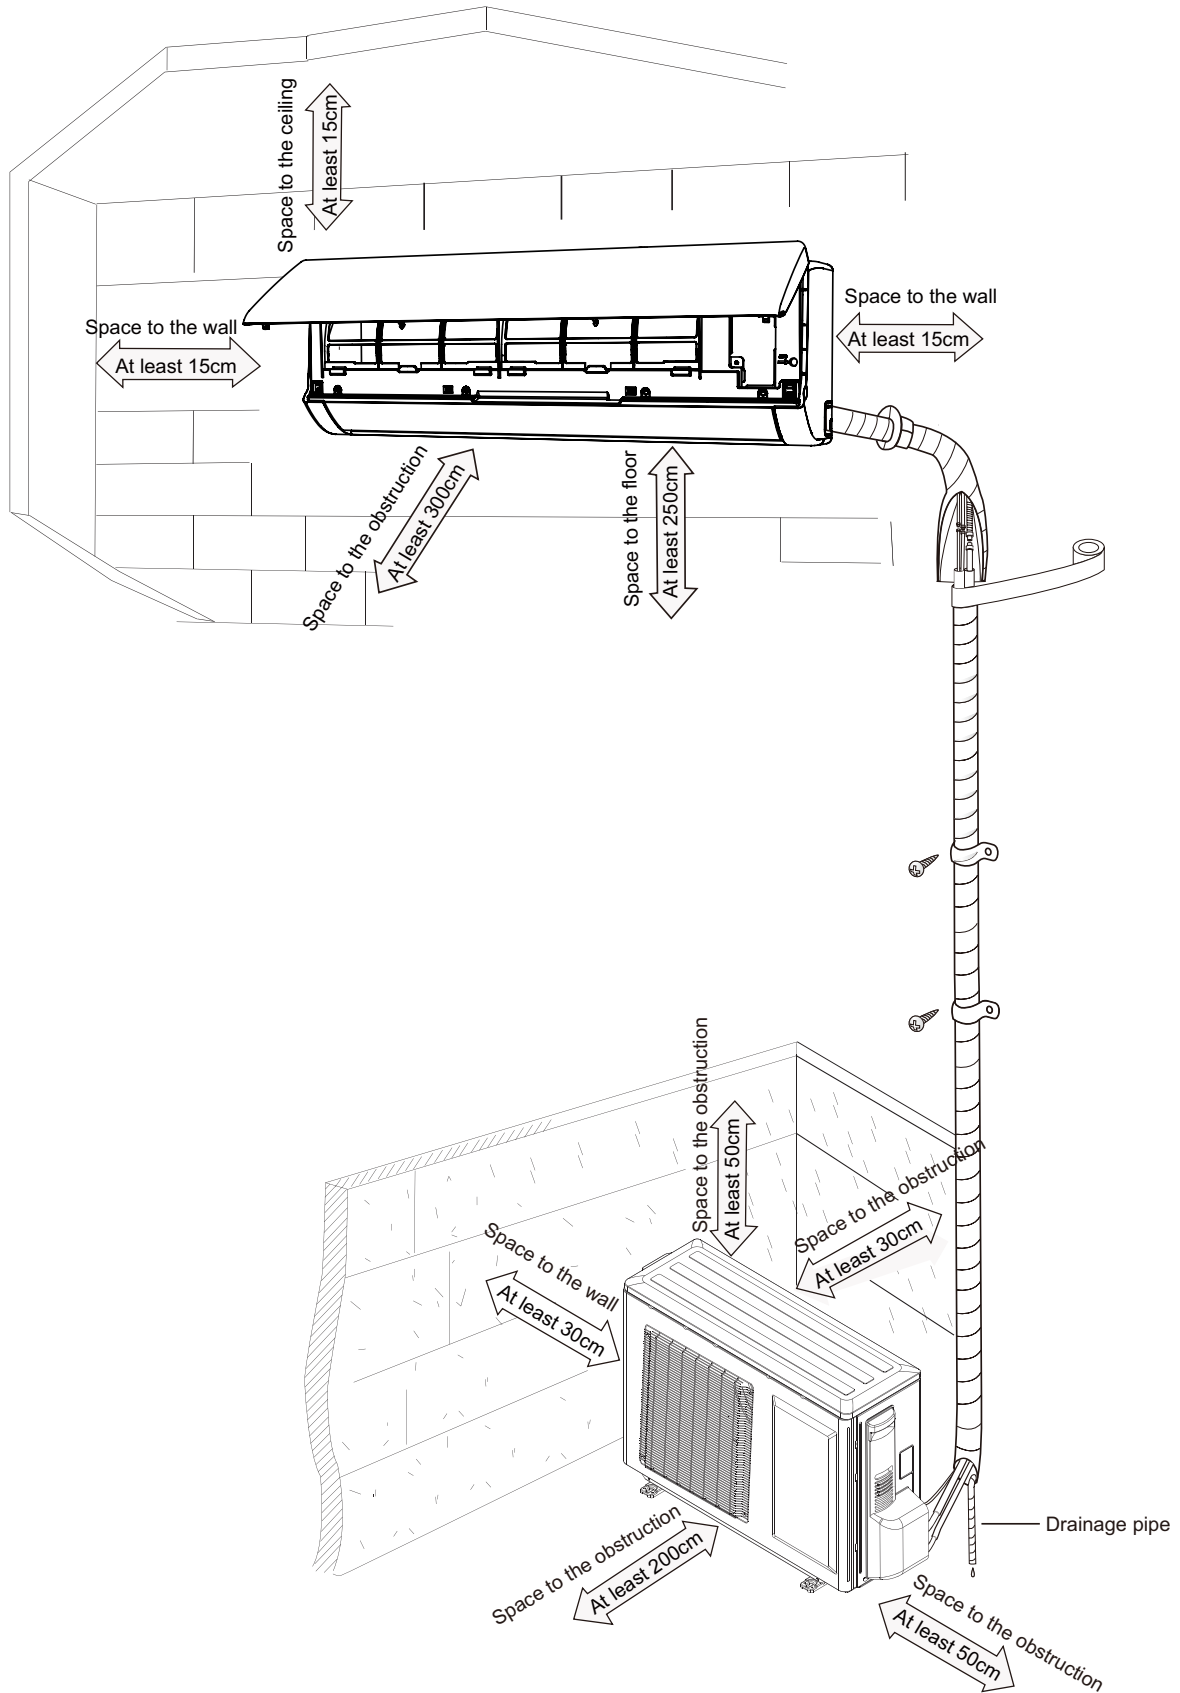 Space to the ceiling
At least 15cm
Space to the wall
At least 15cm
Space to the wall
At least 15cm
Space to the obstruction
At least 300cm
Space to the floor
At least 250cm
Space to the obstruction
At least 50cm
Space to the obstruction
At least 30cm
Space to the wall
At least 30cm
Space to the obstruction
At least 200cm
Drainage pipe
Space to the obstruction
At least 50cm